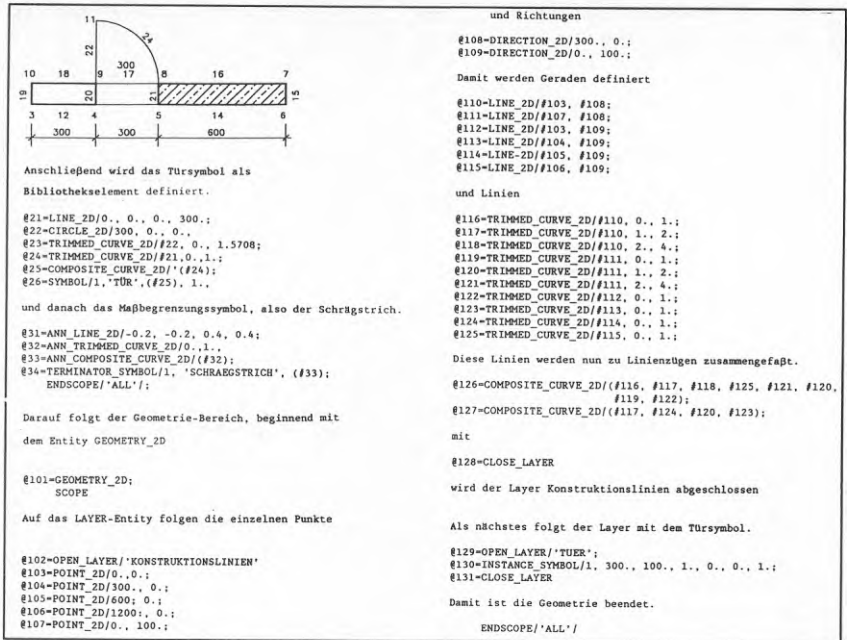 11
24
22
300
10 18 9 17 8 16 7
19 20 21 15
3 12 4 5 14 6
300 300 600
Anschließend wird das Türsymbol als
Bibliothekselement definiert.
@21=LINE_2D/0., 0., 0., 300.;
@22=CIRCLE_2D/300, 0., 0.,
@23=TRIMMED_CURVE_2D/#22, 0., 1.5708;
@24=TRIMMED_CURVE_2D/#21,0.,1.;
@25=COMPOSITE_CURVE_2D/'(#24);
@26=SYMBOL/1,'TÜR',(#25), 1.,
und danach das Maßbegrenzungssymbol, also der Schrägstrich.
@31=ANN_LINE_2D/-0.2, -0.2, 0.4, 0.4;
@32=ANN_TRIMMED_CURVE_2D/0.,1.,
@33=ANN_COMPOSITE_CURVE_2D/(#32);
@34=TERMINATOR_SYMBOL/1, 'SCHRAEGSTRICH', (#33);
ENDSCOPE/'ALL'/;
Darauf folgt der Geometrie-Bereich, beginnend mit
dem Entity GEOMETRY_2D
@101=GEOMETRY_2D;
SCOPE
Auf das LAYER-Entity folgen die einzelnen Punkte
@102=OPEN_LAYER/'KONSTRUKTIONSLINIEN'
@103=POINT_2D/0.,0.;
@104=POINT_2D/300., 0.;
@105=POINT_2D/600; 0.;
@106=POINT_2D/1200:, 0.;
@107=POINT_2D/0., 100.;
und Richtungen
@108=DIRECTION_2D/300., 0.;
@109=DIRECTION_2D/0., 100.;
Damit werden Geraden definiert
@110=LINE_2D/#103, #108;
@111=LINE_2D/#107, #108;
@112=LINE_2D/#103, #109;
@113=LINE_2D/#104, #109;
@114=LINE-2D/#105, #109;
@115=LINE_2D/#106, #109;
und Linien
@116=TRIMMED_CURVE_2D/#110, 0., 1.;
@117=TRIMMED_CURVE_2D/#110, 1., 2.;
@118=TRIMMED_CURVE_2D/#110, 2., 4.;
@119=TRIMMED_CURVE_2D/#111, 0., 1.;
@120=TRIMMED_CURVE_2D/#111, 1., 2.;
@121=TRIMMED_CURVE_2D/#111, 2., 4.;
@122=TRIMMED_CURVE_2D/#112, 0., 1.;
@123=TRIMMED_CURVE_2D/#113, 0., 1.;
@124=TRIMMED_CURVE_2D/#114, 0., 1.;
@125=TRIMMED_CURVE_2D/#115, 0., 1.;
Diese Linien werden nun zu Linienzügen zusammengefaßt.
@126=COMPOSITE_CURVE_2D/(#116, #117, #118, #125, #121, #120,
#119, #122);
@127=COMPOSITE_CURVE_2D/(#117, #124, #120, #123);
mit
@128=CLOSE_LAYER
wird der Layer Konstruktionslinien abgeschlossen
Als nächstes folgt der Layer mit dem Türsymbol.
@129=OPEN_LAYER/'TUER';
@130=INSTANCE_SYMBOL/1, 300., 100., 1., 0., 0., 1.;
@131=CLOSE_LAYER
Damit ist die Geometrie beendet.
ENDSCOPE/'ALL'/